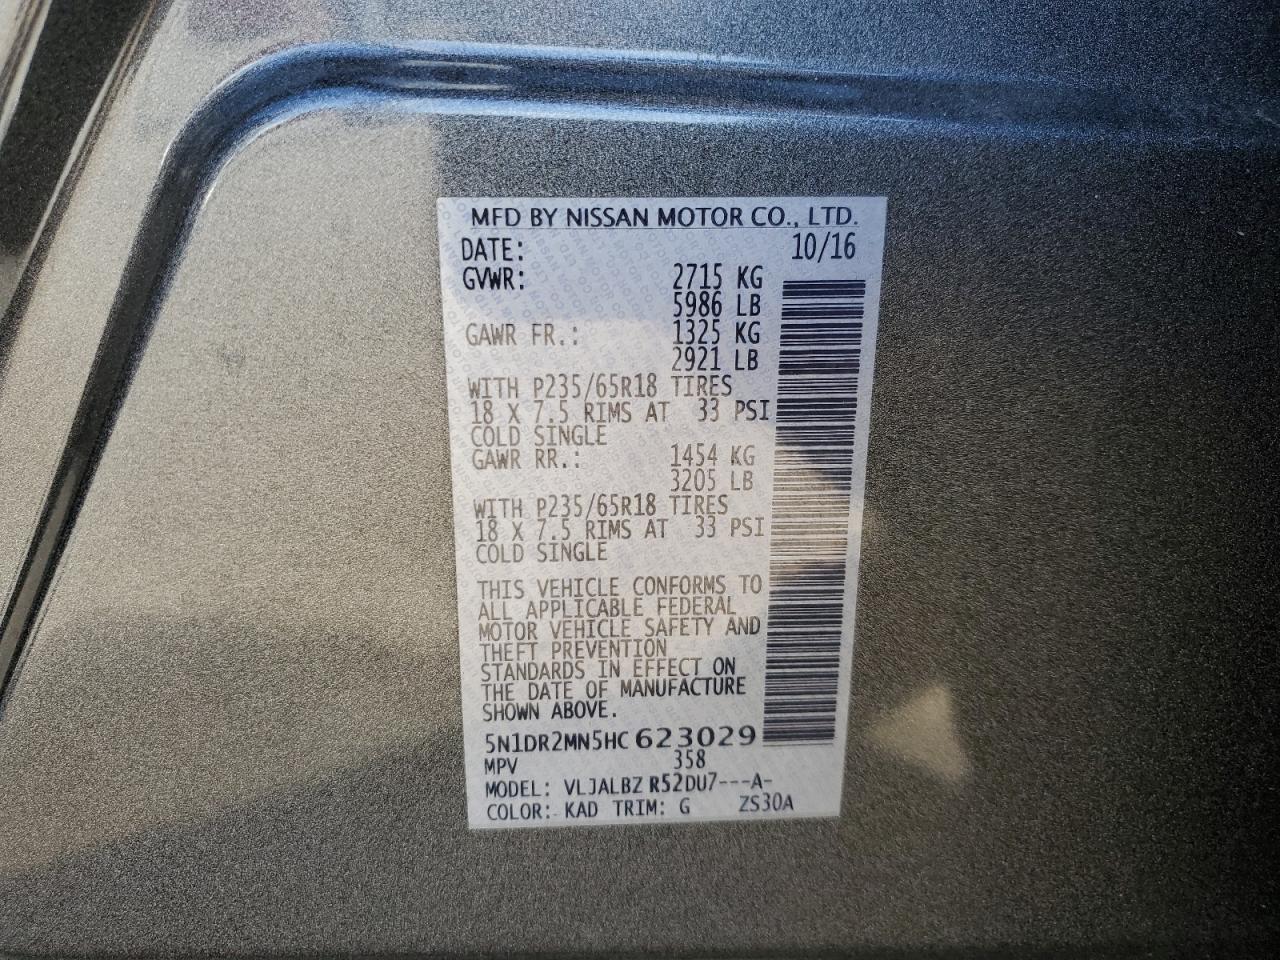 MFD BY NISSAN MOTOR CO., LTD.
DATE: 10/16
GVWR: 2715 KG
5986 LB
GAWR FR.: 1325 KG
2921 LB
WITH P235/65R18 TIRES
18 X 7.5 RIMS AT 33 PSI
COLD SINGLE
GAWR RR.: 1454 KG
3205 LB
WITH P235/65R18 TIRES
18 X 7.5 RIMS AT 33 PSI
COLD SINGLE
THIS VEHICLE CONFORMS TO
ALL APPLICABLE FEDERAL
MOTOR VEHICLE SAFETY AND
THEFT PREVENTION
STANDARDS IN EFFECT ON
THE DATE OF MANUFACTURE
SHOWN ABOVE.
5N1DR2MN5HC 623029
MPV 358
MODEL: VLJALBZ R52DU7---A-
COLOR: KAD TRIM: G ZS30A